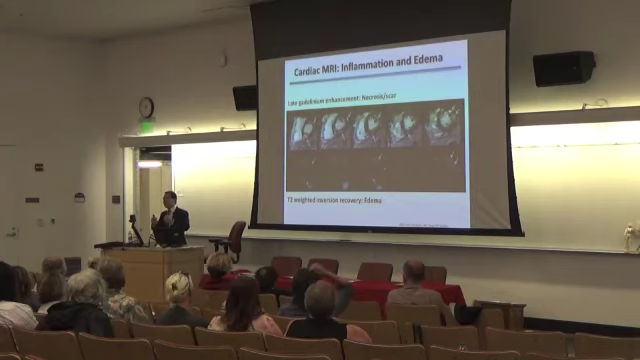 Cardiac MRI: Inflammation and Edema
Late gadolinium enhancement: Necrosis/scar
T2 weighted inversion recovery: Edema